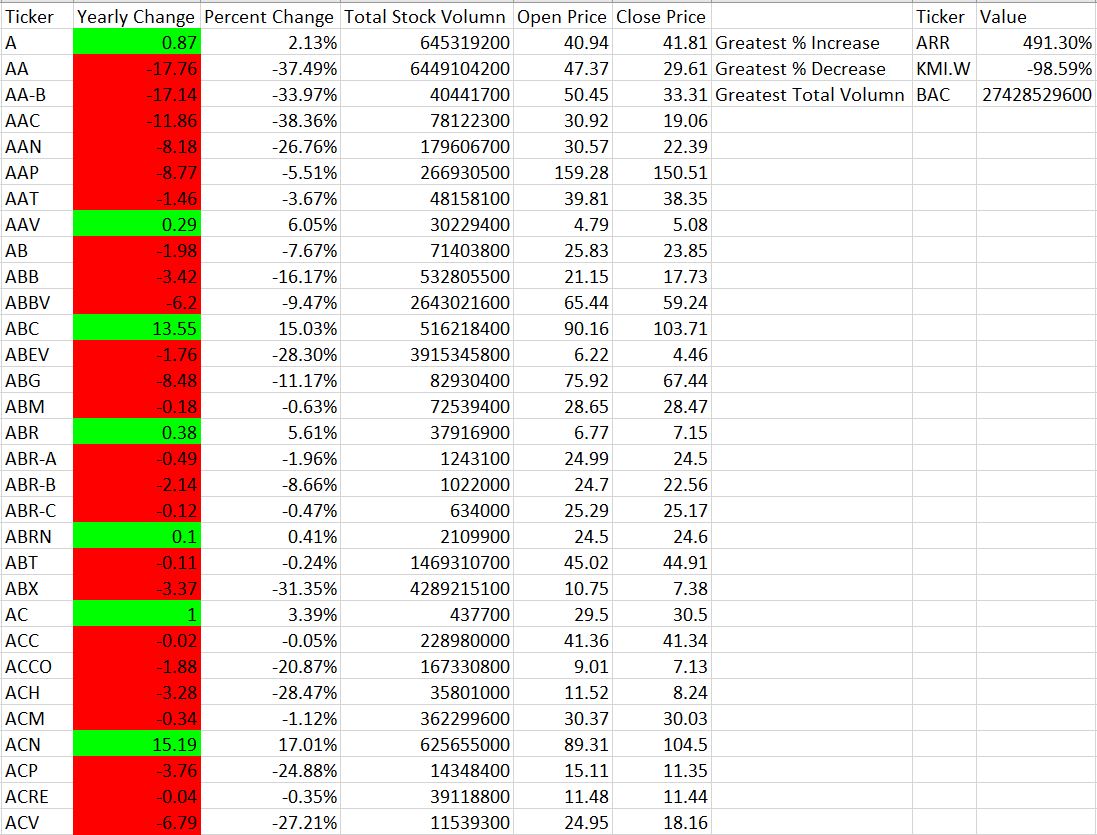 Ticker Yearly Change Percent Change Total Stock Volumn Open Price Close Price Ticker Value
A 0.87 2.13% 645319200 40.94 41.81 Greatest % Increase ARR 491.30%
AA -17.76 -37.49% 6449104200 47.37 29.61 Greatest % Decrease KMI.W -98.59%
AA-B -17.14 -33.97% 40441700 50.45 33.31 Greatest Total Volumn BAC 27428529600
AAC -11.86 -38.36% 78122300 30.92 19.06
AAN -8.18 -26.76% 179606700 30.57 22.39
AAP -8.77 -5.51% 266930500 159.28 150.51
AAT -1.46 -3.67% 48158100 39.81 38.35
AAV 0.29 6.05% 30229400 4.79 5.08
AB -1.98 -7.67% 71403800 25.83 23.85
ABB -3.42 -16.17% 532805500 21.15 17.73
ABBV -6.2 -9.47% 2643021600 65.44 59.24
ABC 13.55 15.03% 516218400 90.16 103.71
ABEV -1.76 -28.30% 3915345800 6.22 4.46
ABG -8.48 -11.17% 82930400 75.92 67.44
ABM -0.18 -0.63% 72539400 28.65 28.47
ABR 0.38 5.61% 37916900 6.77 7.15
ABR-A -0.49 -1.96% 1243100 24.99 24.5
ABR-B -2.14 -8.66% 1022000 24.7 22.56
ABR-C -0.12 -0.47% 634000 25.29 25.17
ABRN 0.1 0.41% 2109900 24.5 24.6
ABT -0.11 -0.24% 1469310700 45.02 44.91
ABX -3.37 -31.35% 4289215100 10.75 7.38
AC 1 3.39% 437700 29.5 30.5
ACC -0.02 -0.05% 228980000 41.36 41.34
ACCO -1.88 -20.87% 167330800 9.01 7.13
ACH -3.28 -28.47% 35801000 11.52 8.24
ACM -0.34 -1.12% 362299600 30.37 30.03
ACN 15.19 17.01% 625655000 89.31 104.5
ACP -3.76 -24.88% 14348400 15.11 11.35
ACRE -0.04 -0.35% 39118800 11.48 11.44
ACV -6.79 -27.21% 11539300 24.95 18.16